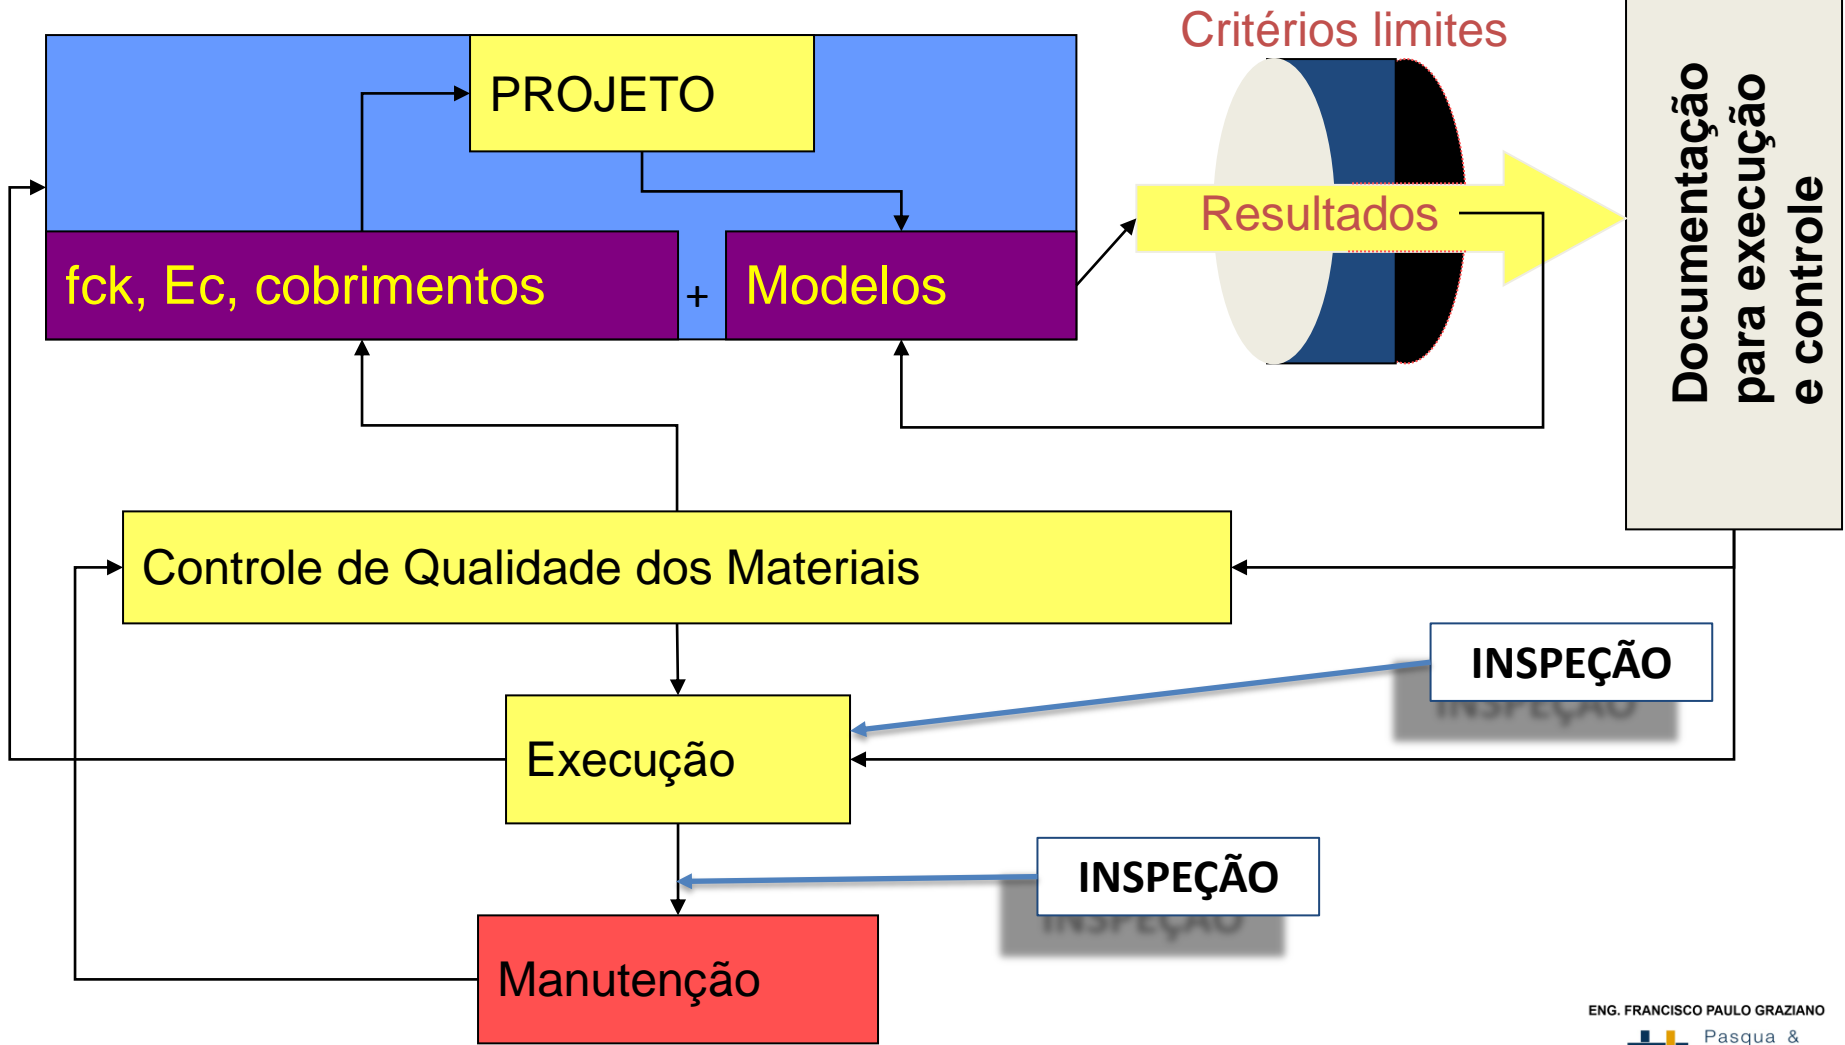 Critérios limites
PROJETO
fck, Ec, cobrimentos
+
Modelos
Resultados
Documentação
para execução
e controle
Controle de Qualidade dos Materiais
INSPEÇÃO
Execução
INSPEÇÃO
Manutenção
ENG. FRANCISCO PAULO GRAZIANO
Pasqua &